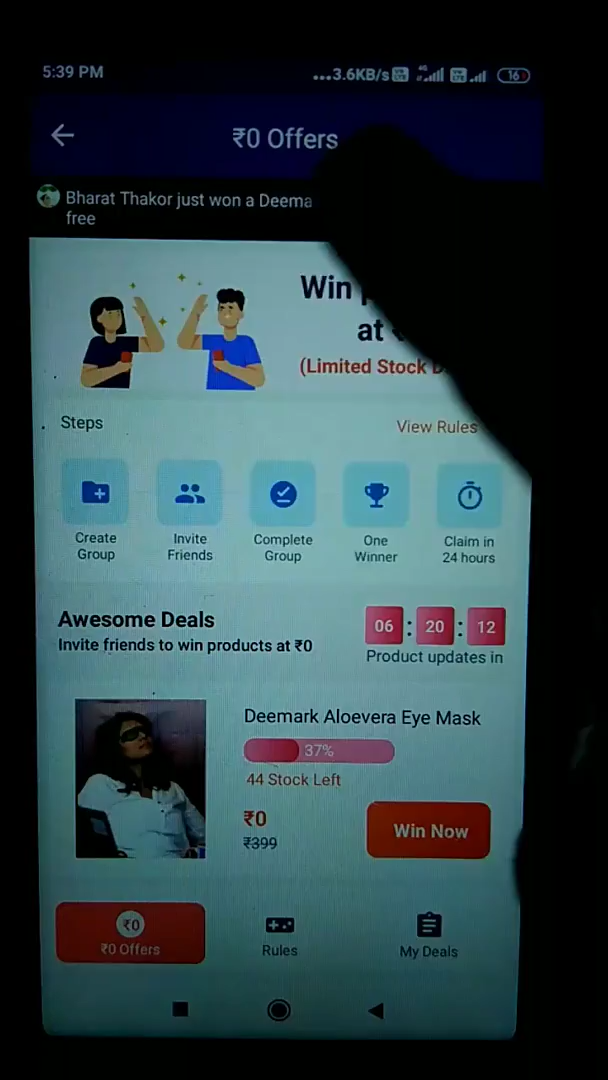 5:39 PM
...3.6KB/s 4G 16
₹0 Offers
Bharat Thakor just won a Deema
free
Win
at
(Limited Stock
Steps
View Rules
Create
Group
Invite
Friends
Complete
Group
One
Winner
Claim in
24 hours
Awesome Deals
06 : 20 : 12
Invite friends to win products at ₹0
Product updates in
Deemark Aloevera Eye Mask
37%
44 Stock Left
₹0
₹399
Win Now
₹0
₹0 Offers
Rules
My Deals